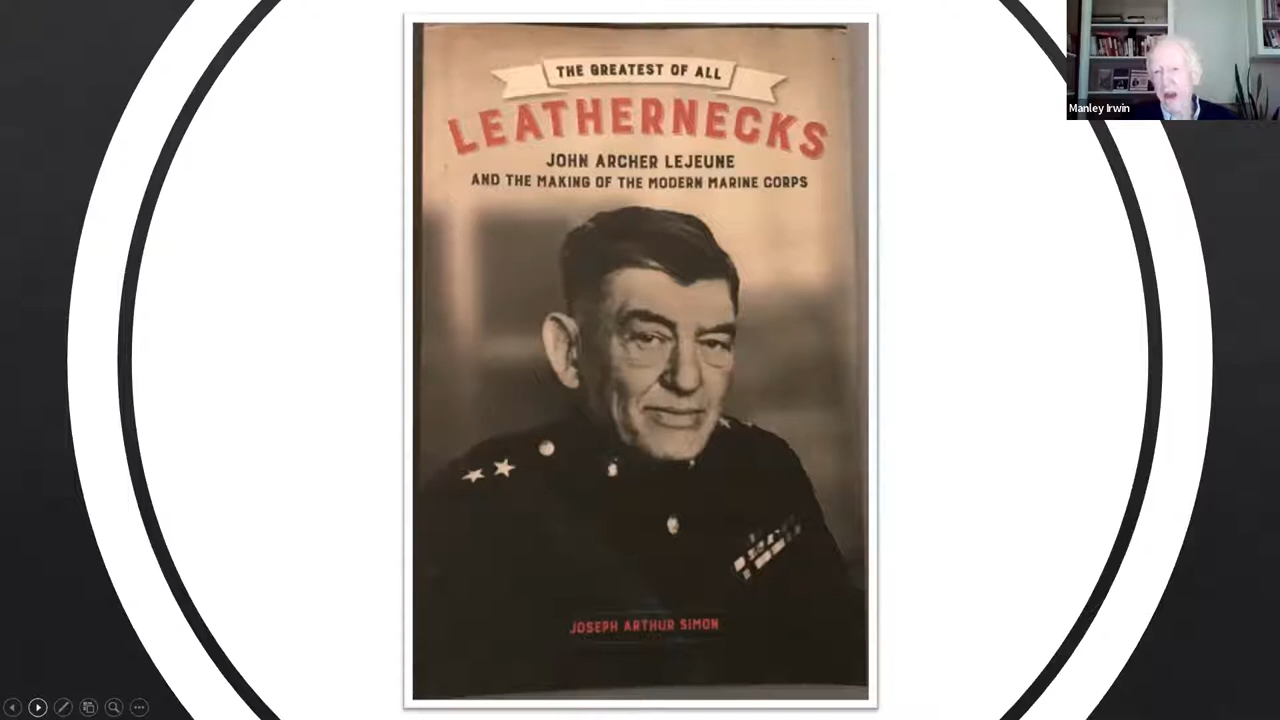 THE GREATEST OF ALL
LEATHERNECKS
JOHN ARCHER LEJEUNE
AND THE MAKING OF THE MODERN MARINE CORPS
JOSEPH ARTHUR SIMON
Manley Irwin